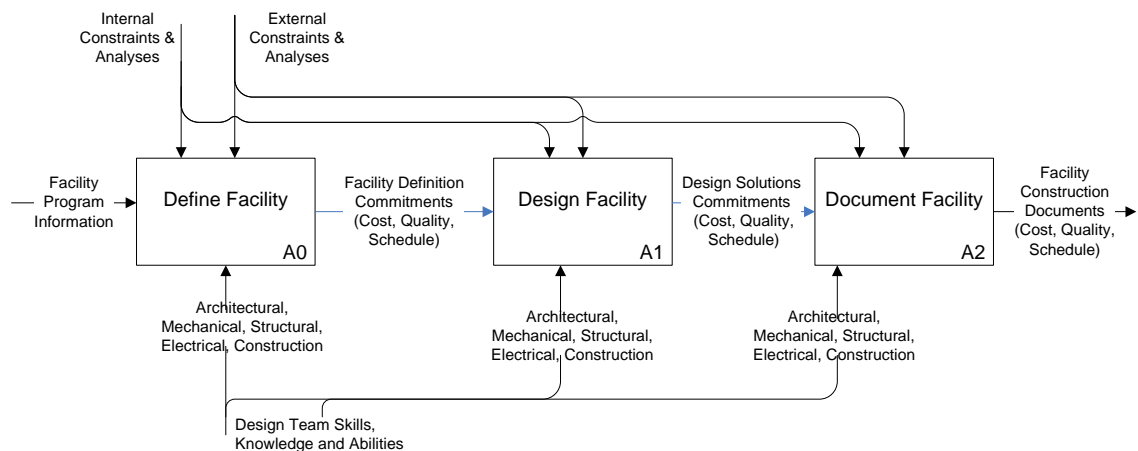 Internal
Constraints &
Analyses
External
Constraints &
Analyses
Facility
Program
Information
Define Facility
A0
Facility Definition
Commitments
(Cost, Quality,
Schedule)
Design Facility
A1
Design Solutions
Commitments
(Cost, Quality,
Schedule)
Document Facility
A2
Facility
Construction
Documents
(Cost, Quality,
Schedule)
Architectural,
Mechanical, Structural,
Electrical, Construction
Architectural,
Mechanical, Structural,
Electrical, Construction
Architectural,
Mechanical, Structural,
Electrical, Construction
Design Team Skills,
Knowledge and Abilities